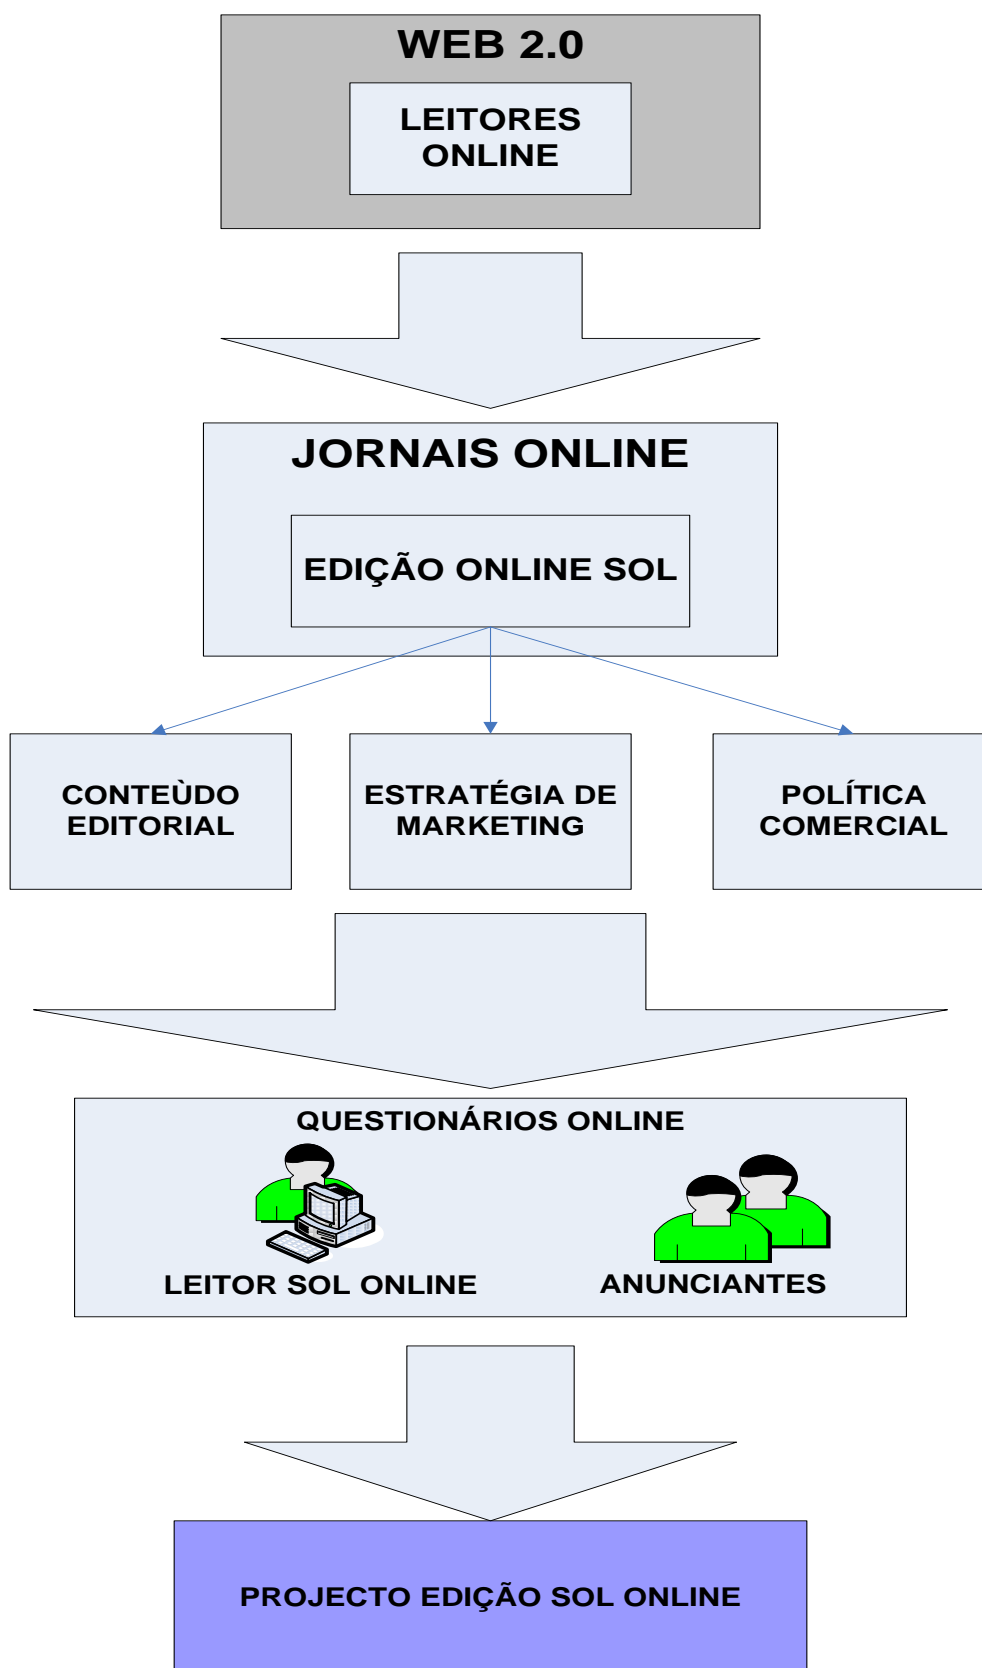 WEB 2.0
LEITORES
ONLINE
JORNAIS ONLINE
EDIÇÃO ONLINE SOL
CONTEÙDO
EDITORIAL
ESTRATÉGIA DE
MARKETING
POLÍTICA
COMERCIAL
QUESTIONÁRIOS ONLINE
LEITOR SOL ONLINE
ANUNCIANTES
PROJECTO EDIÇÃO SOL ONLINE